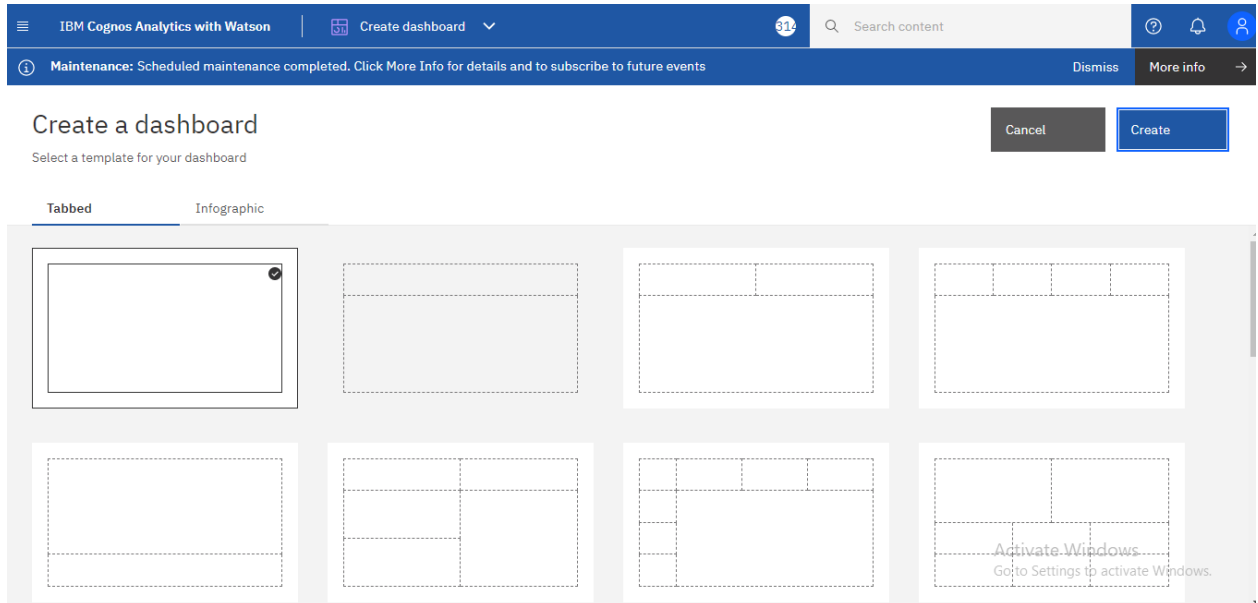 IBM Cognos Analytics with Watson
Create dashboard
314
Search content
Maintenance: Scheduled maintenance completed. Click More Info for details and to subscribe to future events
Dismiss
More info
Create a dashboard
Cancel
Create
Select a template for your dashboard
Tabbed
Infographic
Activate Windows
Go to Settings to activate Windows.